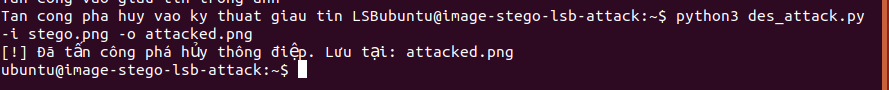 Tan cong pha huy vao ky thuat giau tin LSBubuntu@image-stego-lsb-attack:~$ python3 des_attack.py
-i stego.png -o attacked.png
[!] Đã tấn công phá hủy thông điệp. Lưu tại: attacked.png
ubuntu@image-stego-lsb-attack:~$